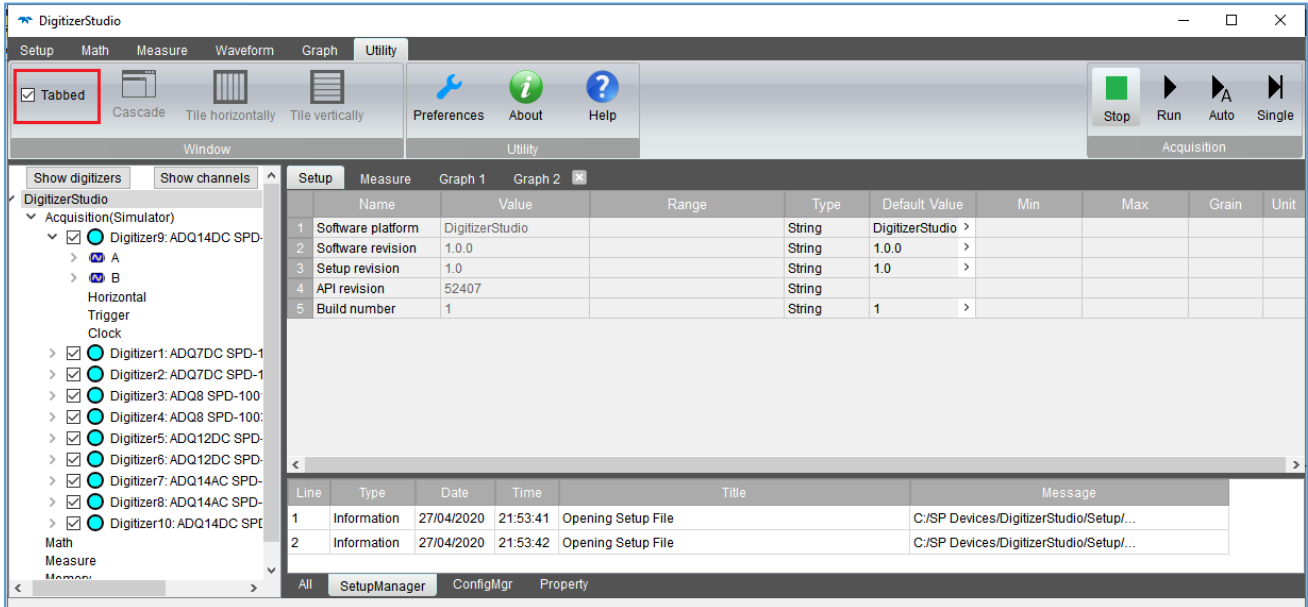 DigitizerStudio
Setup Math Measure Waveform Graph Utility
Tabbed
Cascade Tile horizontally Tile vertically
Window
Preferences About Help
Utility
Stop Run Auto Single
Acquisition
Show digitizers Show channels
DigitizerStudio
Acquisition(Simulator)
Digitizer9: ADQ14DC SPD-
A
B
Horizontal
Trigger
Clock
Digitizer1: ADQ7DC SPD-1
Digitizer2: ADQ7DC SPD-1
Digitizer3: ADQ8 SPD-100
Digitizer4: ADQ8 SPD-100
Digitizer5: ADQ12DC SPD-
Digitizer6: ADQ12DC SPD-
Digitizer7: ADQ14AC SPD-
Digitizer8: ADQ14AC SPD-
Digitizer10: ADQ14DC SPD
Math
Measure
Memory
Setup Measure Graph 1 Graph 2
Name Value Range Type Default Value Min Max Grain Unit
1 Software platform DigitizerStudio String DigitizerStudio
2 Software revision 1.0.0 String 1.0.0
3 Setup revision 1.0 String 1.0
4 API revision 52407 String
5 Build number 1 String 1
Line Type Date Time Title Message
1 Information 27/04/2020 21:53:41 Opening Setup File C:/SP Devices/DigitizerStudio/Setup/...
2 Information 27/04/2020 21:53:42 Opening Setup File C:/SP Devices/DigitizerStudio/Setup/...
All SetupManager ConfigMgr Property